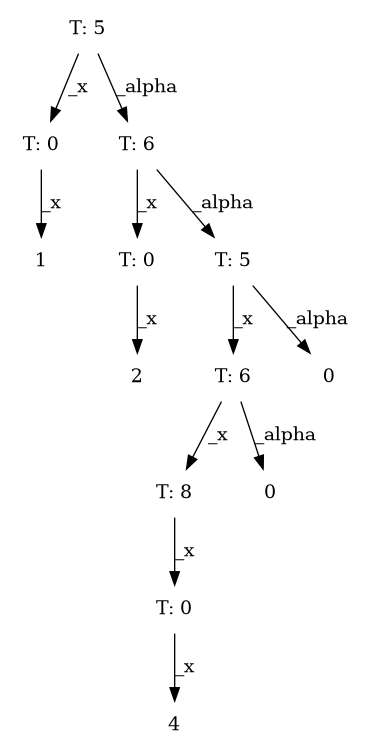 T: 5
_x
_alpha
T: 0
T: 6
_x
_x
_alpha
1
T: 0
T: 5
_x
_x
_alpha
2
T: 6
0
_x
_alpha
T: 8
0
_x
T: 0
_x
4